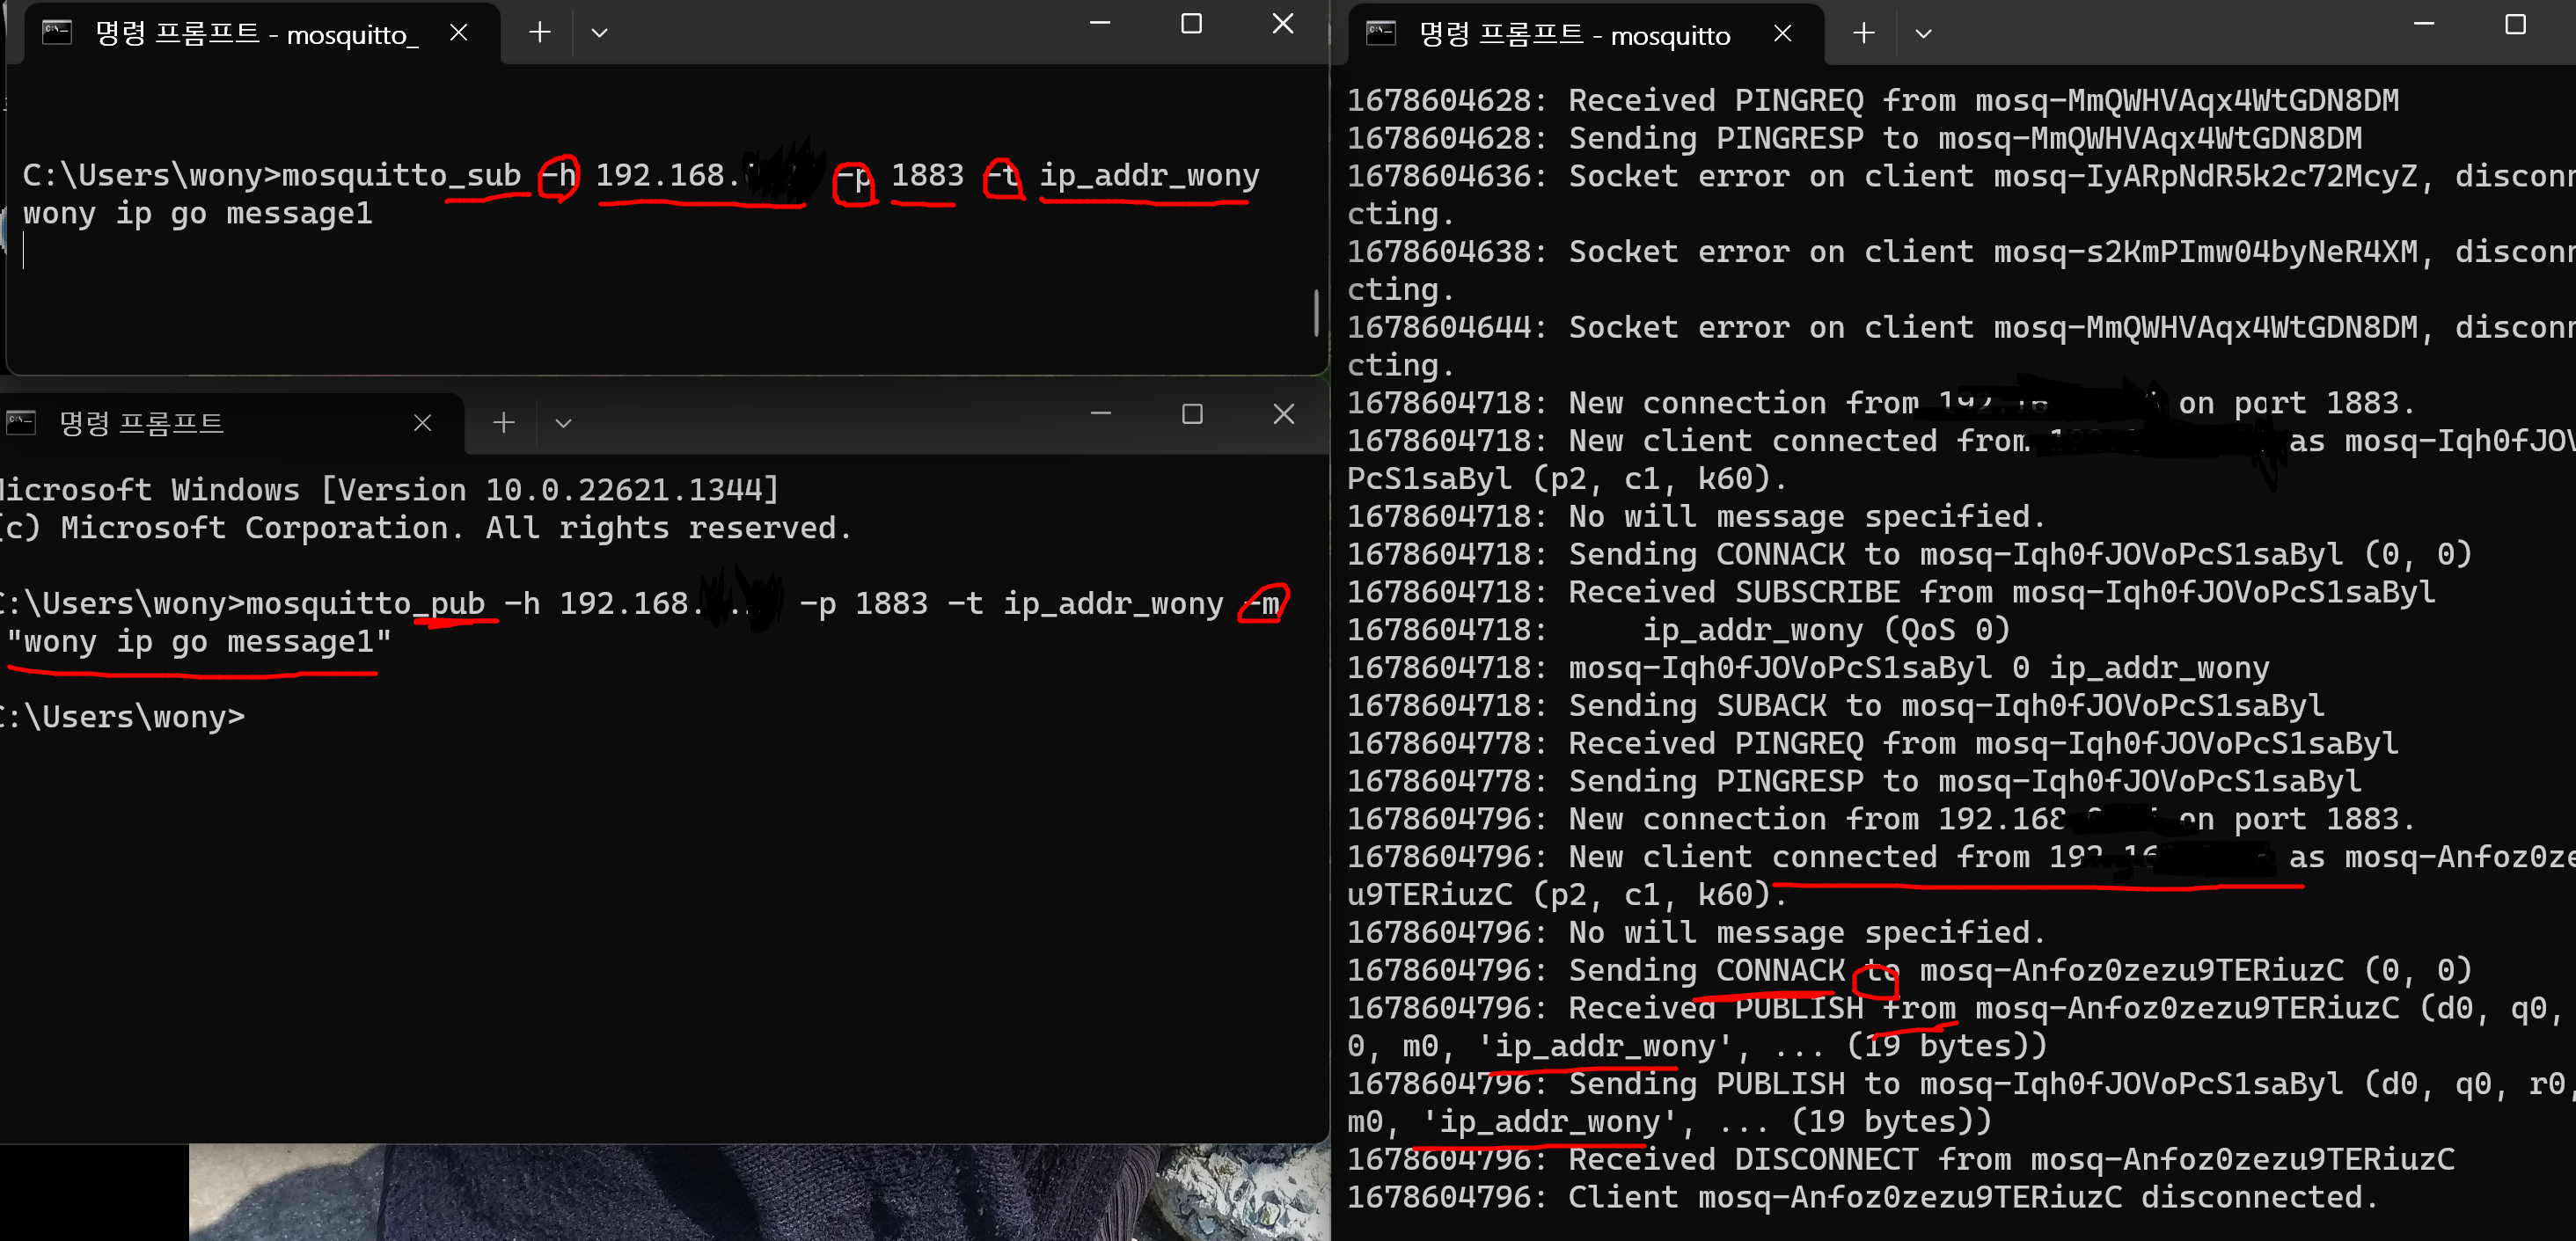 명령 프롬프트 - mosquitto_
C:\Users\wony>mosquitto_sub -h 192.168. -p 1883 -t ip_addr_wony
wony ip go message1
명령 프롬프트
Microsoft Windows [Version 10.0.22621.1344]
(c) Microsoft Corporation. All rights reserved.
C:\Users\wony>mosquitto_pub -h 192.168. -p 1883 -t ip_addr_wony -m
"wony ip go message1"
C:\Users\wony>
명령 프롬프트 - mosquitto
1678604628: Received PINGREQ from mosq-MmQWHVAqx4WtGDN8DM
1678604628: Sending PINGRESP to mosq-MmQWHVAqx4WtGDN8DM
1678604636: Socket error on client mosq-IyARpNdR5k2c72McyZ, disconn
cting.
1678604638: Socket error on client mosq-s2KmPImw04byNeR4XM, disconn
cting.
1678604644: Socket error on client mosq-MmQWHVAqx4WtGDN8DM, disconn
cting.
1678604718: New connection from on port 1883.
1678604718: New client connected from as mosq-Iqh0fJOV
PcS1saByl (p2, c1, k60).
1678604718: No will message specified.
1678604718: Sending CONNACK to mosq-Iqh0fJOVoPcS1saByl (0, 0)
1678604718: Received SUBSCRIBE from mosq-Iqh0fJOVoPcS1saByl
1678604718: ip_addr_wony (QoS 0)
1678604718: mosq-Iqh0fJOVoPcS1saByl 0 ip_addr_wony
1678604718: Sending SUBACK to mosq-Iqh0fJOVoPcS1saByl
1678604778: Received PINGREQ from mosq-Iqh0fJOVoPcS1saByl
1678604778: Sending PINGRESP to mosq-Iqh0fJOVoPcS1saByl
1678604796: New connection from 192.168 on port 1883.
1678604796: New client connected from as mosq-Anfoz0ze
u9TERiuzC (p2, c1, k60).
1678604796: No will message specified.
1678604796: Sending CONNACK to mosq-Anfoz0zezu9TERiuzC (0, 0)
1678604796: Received PUBLISH from mosq-Anfoz0zezu9TERiuzC (d0, q0,
0, m0, 'ip_addr_wony', ... (19 bytes))
1678604796: Sending PUBLISH to mosq-Iqh0fJOVoPcS1saByl (d0, q0, r0,
m0, 'ip_addr_wony', ... (19 bytes))
1678604796: Received DISCONNECT from mosq-Anfoz0zezu9TERiuzC
1678604796: Client mosq-Anfoz0zezu9TERiuzC disconnected.